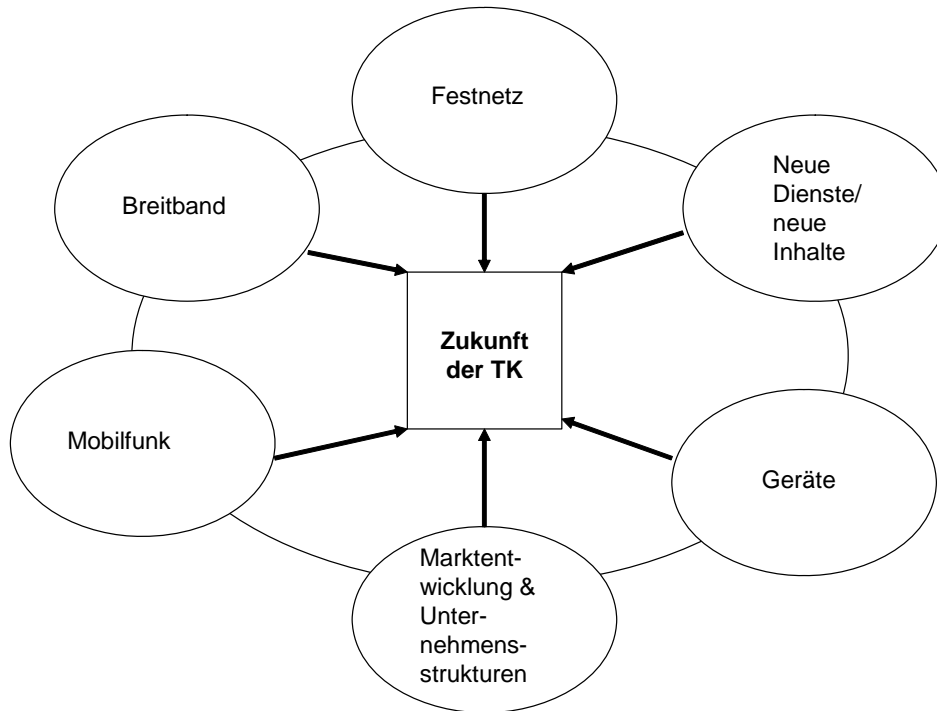 Festnetz
Breitband
Neue
Dienste/
neue
Inhalte
Zukunft
der TK
Mobilfunk
Geräte
Marktent-
wicklung &
Unter-
nehmens-
strukturen